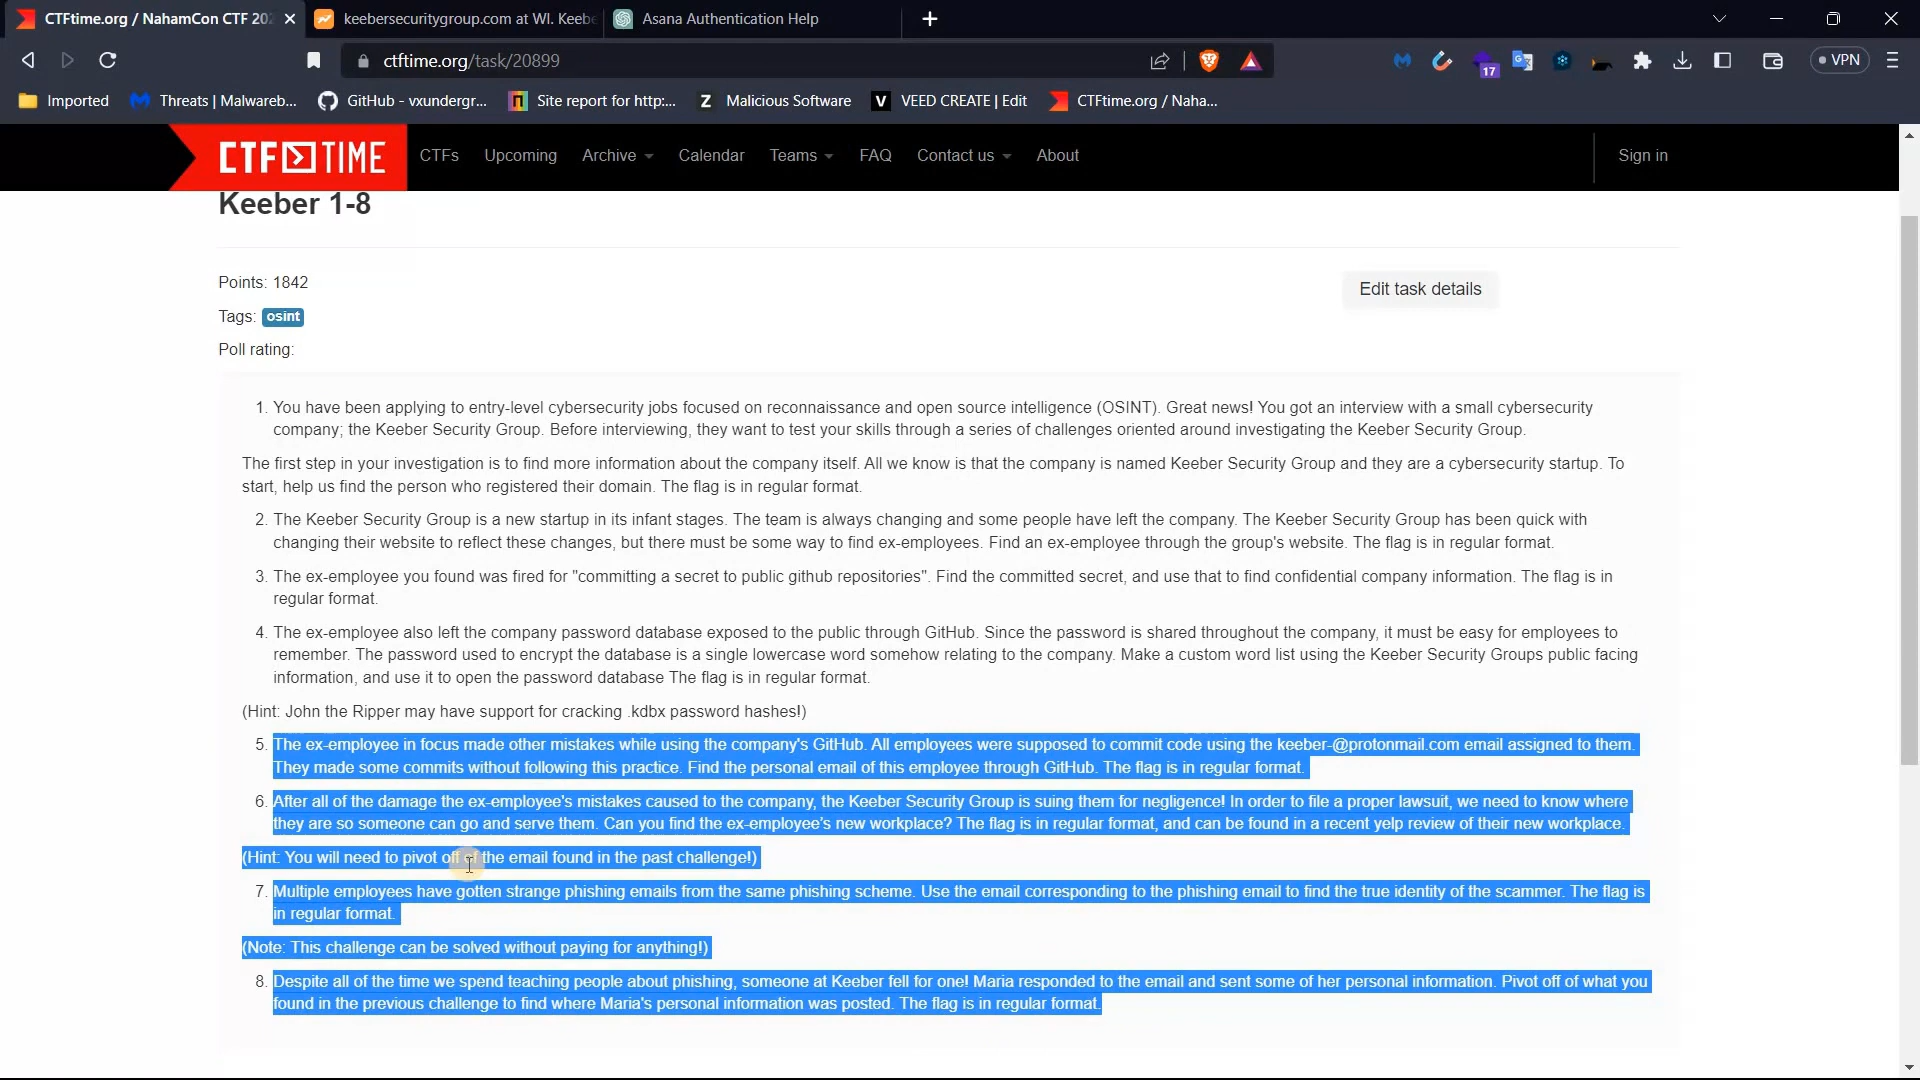 CTFtime.org / NahamCon CTF 202
keebersecuritygroup.com at WI. Keebe
Asana Authentication Help
ctftime.org/task/20899
17
VPN
Imported
Threats | Malwareb...
GitHub - vxundergr...
Site report for http:...
Z Malicious Software
V VEED CREATE | Edit
CTFtime.org / Naha...
CTF TIME
CTFs
Upcoming
Archive
Calendar
Teams
FAQ
Contact us
About
Sign in
Keeber 1-8
Points: 1842
Edit task details
Tags: osint
Poll rating:
1. You have been applying to entry-level cybersecurity jobs focused on reconnaissance and open source intelligence (OSINT). Great news! You got an interview with a small cybersecurity
company; the Keeber Security Group. Before interviewing, they want to test your skills through a series of challenges oriented around investigating the Keeber Security Group.
The first step in your investigation is to find more information about the company itself. All we know is that the company is named Keeber Security Group and they are a cybersecurity startup. To
start, help us find the person who registered their domain. The flag is in regular format.
2. The Keeber Security Group is a new startup in its infant stages. The team is always changing and some people have left the company. The Keeber Security Group has been quick with
changing their website to reflect these changes, but there must be some way to find ex-employees. Find an ex-employee through the group's website. The flag is in regular format.
3. The ex-employee you found was fired for "committing a secret to public github repositories". Find the committed secret, and use that to find confidential company information. The flag is in
regular format.
4. The ex-employee also left the company password database exposed to the public through GitHub. Since the password is shared throughout the company, it must be easy for employees to
remember. The password used to encrypt the database is a single lowercase word somehow relating to the company. Make a custom word list using the Keeber Security Groups public facing
information, and use it to open the password database The flag is in regular format.
(Hint: John the Ripper may have support for cracking .kdbx password hashes!)
5. The ex-employee in focus made other mistakes while using the company's GitHub. All employees were supposed to commit code using the keeber-@protonmail.com email assigned to them.
They made some commits without following this practice. Find the personal email of this employee through GitHub. The flag is in regular format.
6. After all of the damage the ex-employee's mistakes caused to the company, the Keeber Security Group is suing them for negligence! In order to file a proper lawsuit, we need to know where
they are so someone can go and serve them. Can you find the ex-employee's new workplace? The flag is in regular format, and can be found in a recent yelp review of their new workplace.
(Hint: You will need to pivot off of the email found in the past challenge!)
7. Multiple employees have gotten strange phishing emails from the same phishing scheme. Use the email corresponding to the phishing email to find the true identity of the scammer. The flag is
in regular format.
(Note: This challenge can be solved without paying for anything!)
8. Despite all of the time we spend teaching people about phishing, someone at Keeber fell for one! Maria responded to the email and sent some of her personal information. Pivot off of what you
found in the previous challenge to find where Maria's personal information was posted. The flag is in regular format.